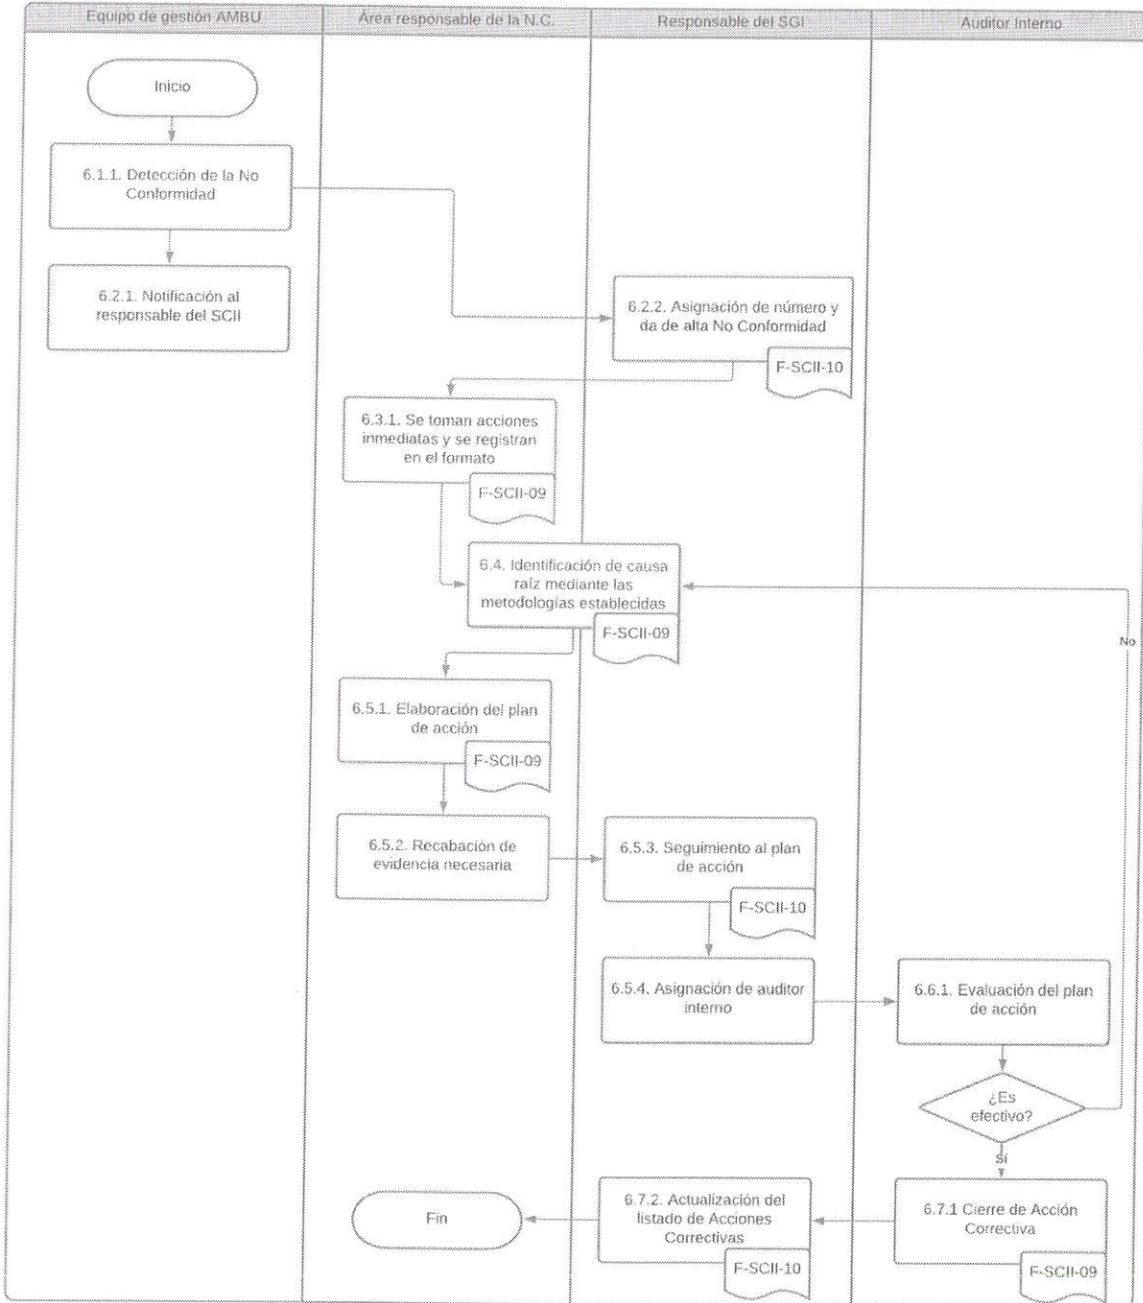 Equipo de gestión AMBU
Área responsable de la N.C.
Responsable del SGI
Auditor Interno
Inicio
6.1.1. Detección de la No
Conformidad
6.2.1. Notificación al
responsable del SCII
6.2.2. Asignación de número y
da de alta No Conformidad
F-SCII-10
6.3.1. Se toman acciones
inmediatas y se registran
en el formato
F-SCII-09
6.4. Identificación de causa
raíz mediante las
metodologías establecidas
F-SCII-09
No
6.5.1. Elaboración del plan
de acción
F-SCII-09
6.5.2. Recabación de
evidencia necesaria
6.5.3. Seguimiento al plan
de acción
F-SCII-10
6.5.4. Asignación de auditor
interno
6.6.1. Evaluación del plan
de acción
¿Es
efectivo?
Sí
6.7.1 Cierre de Acción
Correctiva
F-SCII-09
6.7.2. Actualización del
listado de Acciones
Correctivas
F-SCII-10
Fin